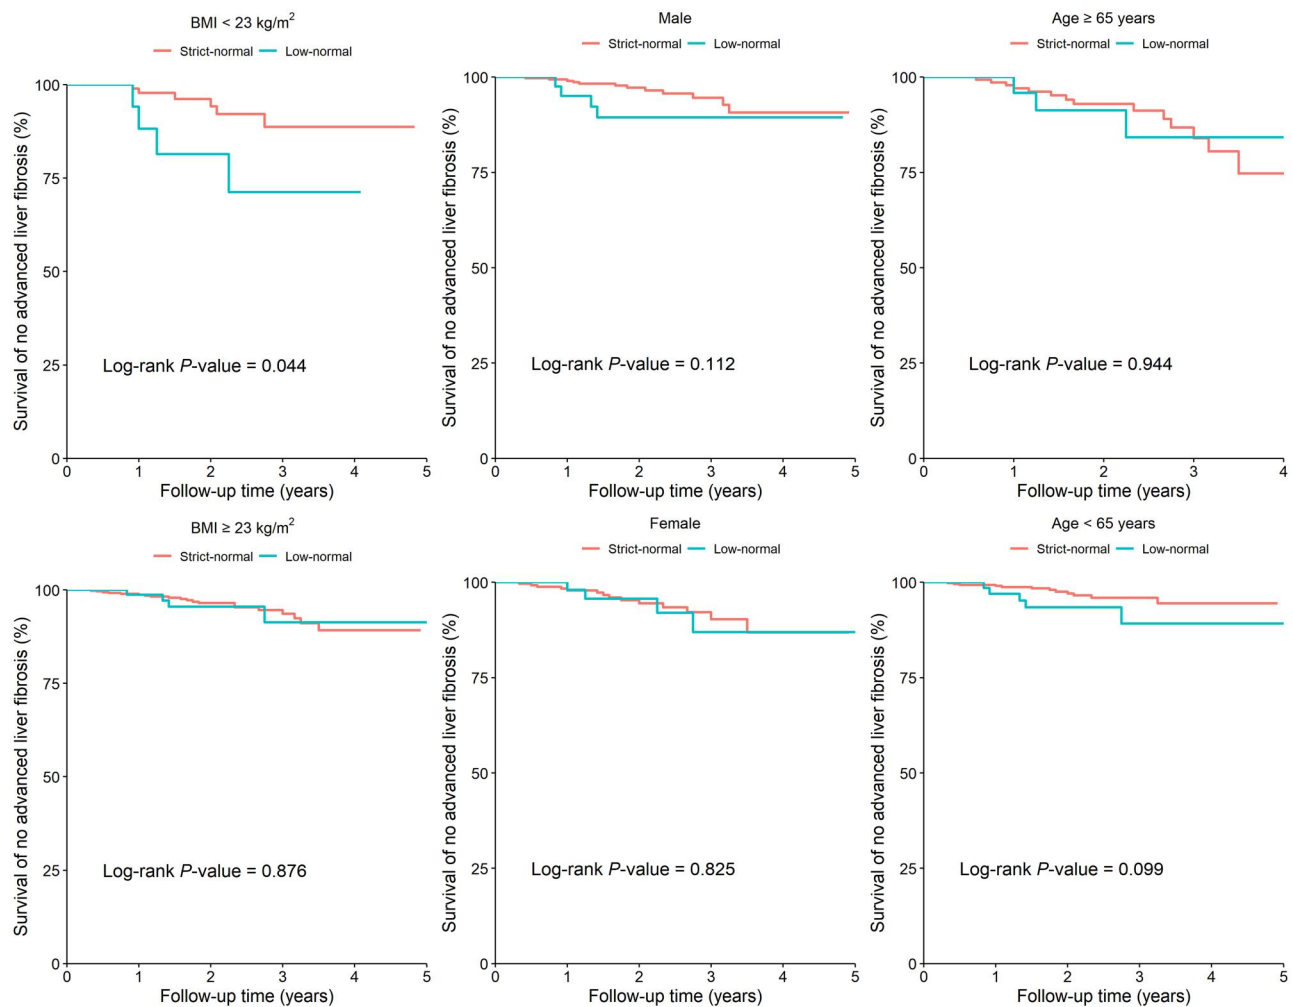 BMI < 23 kg/m²
Strict-normal Low-normal
Survival of no advanced liver fibrosis (%)
100
75
50
25
0
Log-rank P-value = 0.044
0 1 2 3 4 5
Follow-up time (years)
Male
Strict-normal Low-normal
Survival of no advanced liver fibrosis (%)
100
75
50
25
0
Log-rank P-value = 0.112
0 1 2 3 4 5
Follow-up time (years)
Age ≥ 65 years
Strict-normal Low-normal
Survival of no advanced liver fibrosis (%)
100
75
50
25
0
Log-rank P-value = 0.944
0 1 2 3 4
Follow-up time (years)
BMI ≥ 23 kg/m²
Strict-normal Low-normal
Survival of no advanced liver fibrosis (%)
100
75
50
25
0
Log-rank P-value = 0.876
0 1 2 3 4 5
Follow-up time (years)
Female
Strict-normal Low-normal
Survival of no advanced liver fibrosis (%)
100
75
50
25
0
Log-rank P-value = 0.825
0 1 2 3 4 5
Follow-up time (years)
Age < 65 years
Strict-normal Low-normal
Survival of no advanced liver fibrosis (%)
100
75
50
25
0
Log-rank P-value = 0.099
0 1 2 3 4 5
Follow-up time (years)